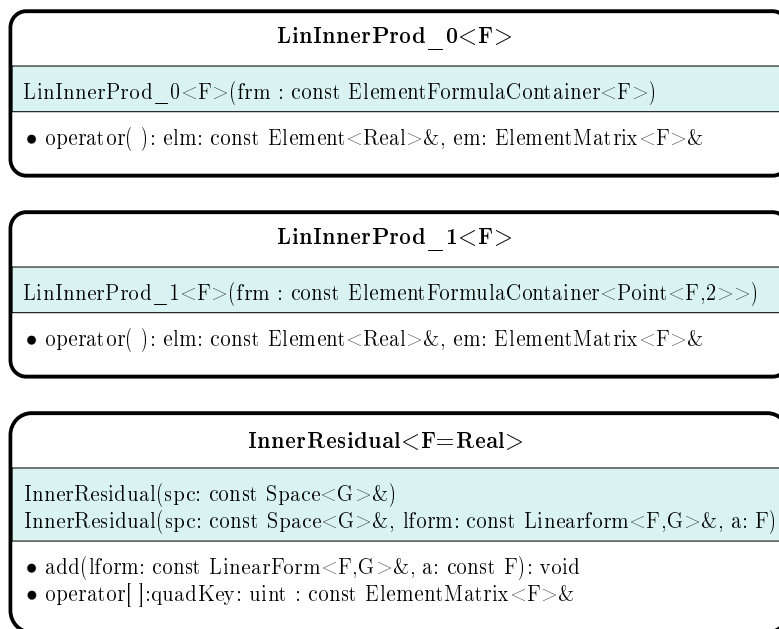 LinInnerProd_0<F>
LinInnerProd_0<F>(frm : const ElementFormulaContainer<F>)
• operator( ): elm: const Element<Real>&, em: ElementMatrix<F>&
LinInnerProd_1<F>
LinInnerProd_1<F>(frm : const ElementFormulaContainer<Point<F,2>>)
• operator( ): elm: const Element<Real>&, em: ElementMatrix<F>&
InnerResidual<F=Real>
InnerResidual(spc: const Space<G>&)
InnerResidual(spc: const Space<G>&, lform: const Linearform<F,G>&, a: F)
• add(lform: const LinearForm<F,G>&, a: const F): void
• operator[ ]:quadKey: uint : const ElementMatrix<F>&